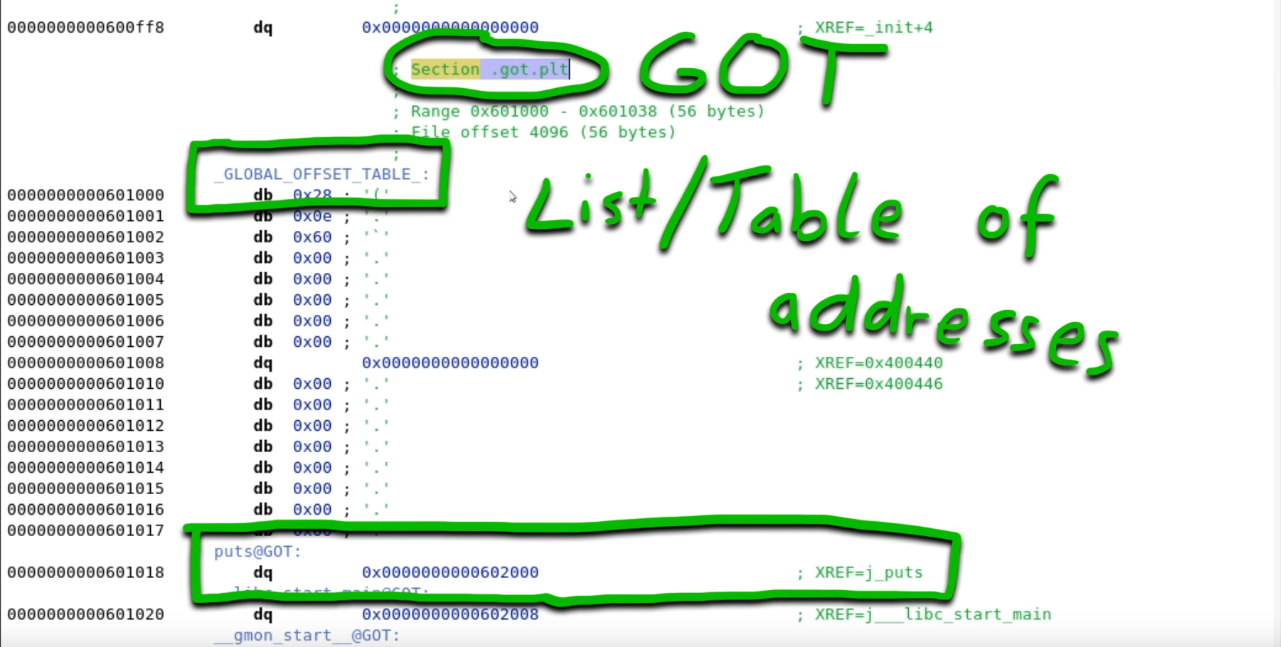 ;
0000000000600ff8 dq 0x0000000000000000 ; XREF=_init+4
; Section .got.plt
GOT
;
; Range 0x601000 - 0x601038 (56 bytes)
; File offset 4096 (56 bytes)
;
_GLOBAL_OFFSET_TABLE_:
0000000000601000 db 0x28 ; '('
0000000000601001 db 0x0e ; '.'
0000000000601002 db 0x60 ; '`'
0000000000601003 db 0x00 ; '.'
List/Table of
0000000000601004 db 0x00 ; '.'
0000000000601005 db 0x00 ; '.'
0000000000601006 db 0x00 ; '.'
addresses
0000000000601007 db 0x00 ; '.'
0000000000601008 dq 0x0000000000000000 ; XREF=0x400440
0000000000601010 db 0x00 ; '.' ; XREF=0x400446
0000000000601011 db 0x00 ; '.'
0000000000601012 db 0x00 ; '.'
0000000000601013 db 0x00 ; '.'
0000000000601014 db 0x00 ; '.'
0000000000601015 db 0x00 ; '.'
0000000000601016 db 0x00 ; '.'
0000000000601017 db 0x00 ; '.'
puts@GOT:
0000000000601018 dq 0x0000000000602000 ; XREF=j_puts
__libc_start_main@GOT:
0000000000601020 dq 0x0000000000602008 ; XREF=j___libc_start_main
__gmon_start__@GOT: